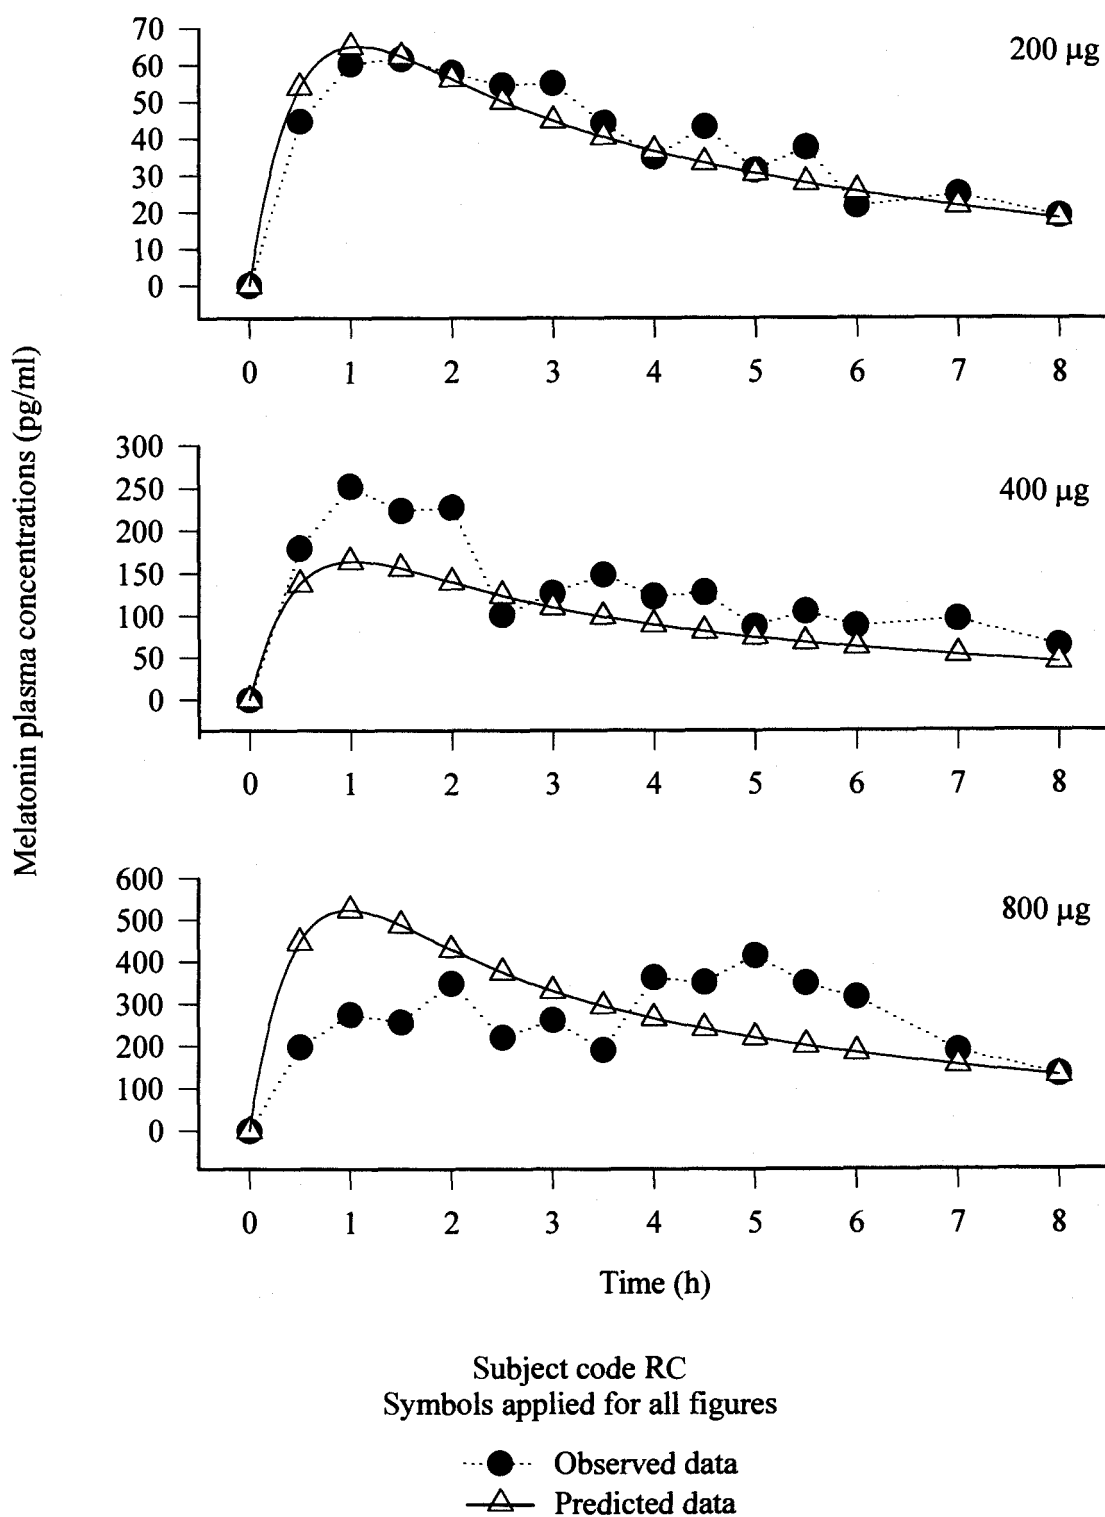 Melatonin plasma concentrations (pg/ml)
200 µg
70
60
50
40
30
20
10
0
0 1 2 3 4 5 6 7 8
400 µg
300
250
200
150
100
50
0
0 1 2 3 4 5 6 7 8
800 µg
600
500
400
300
200
100
0
0 1 2 3 4 5 6 7 8
Time (h)
Subject code RC
Symbols applied for all figures
Observed data
Predicted data